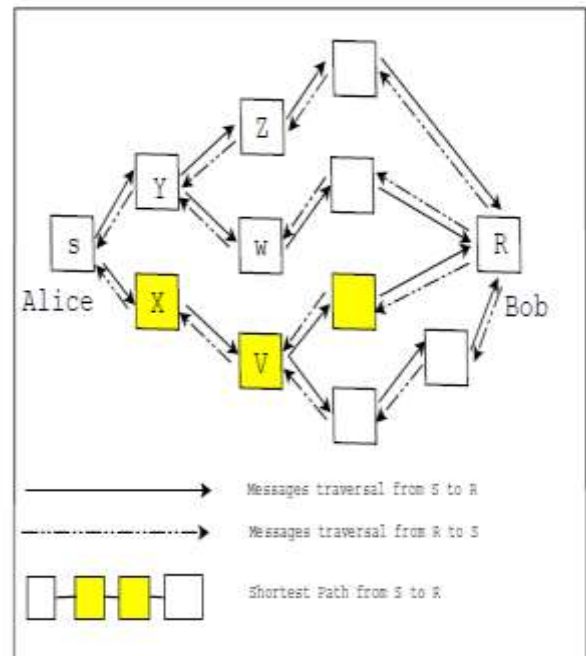 Z
Y
s
W
R
Alice
X
Bob
V
Messages traversal from S to R
Messages traversal from R to S
Shortest Path from S to R